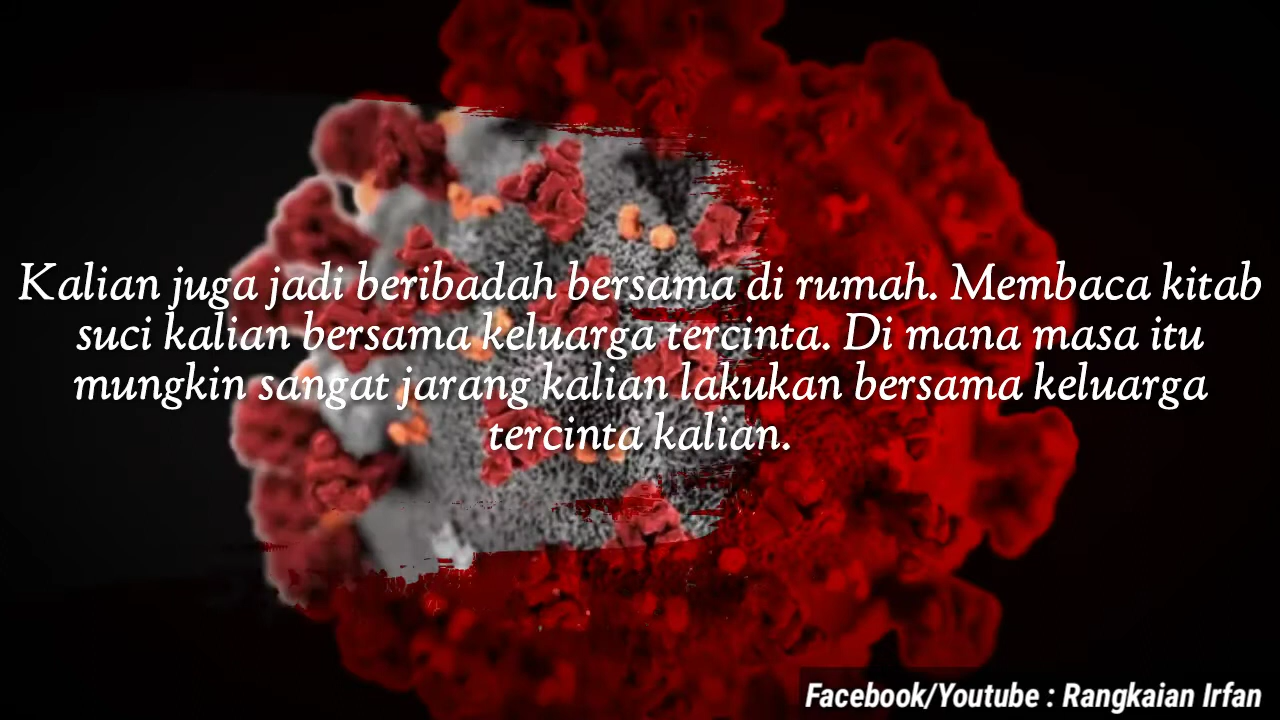 Kalian juga jadi beribadah bersama di rumah. Membaca kitab
suci kalian bersama keluarga tercinta. Di mana masa itu
mungkin sangat jarang kalian lakukan bersama keluarga
tercinta kalian.
Facebook/Youtube : Rangkaian Irfan